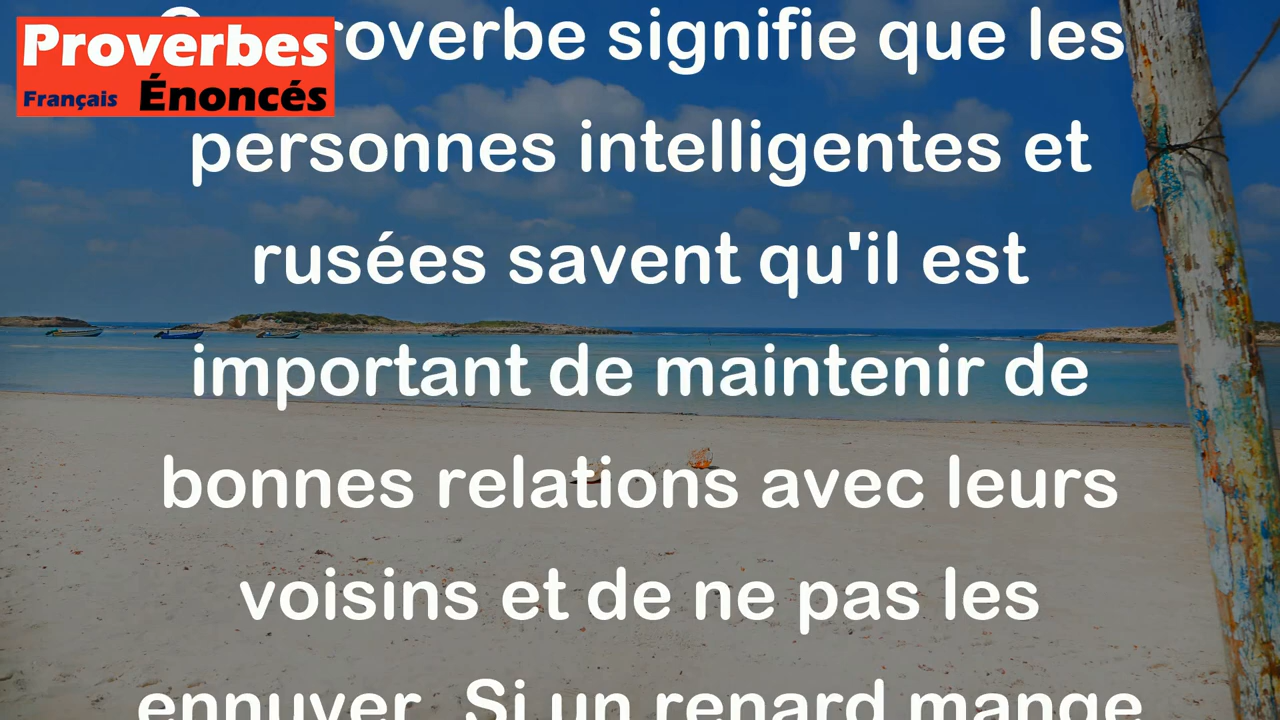 Proverbes
Français Énoncés
proverbe signifie que les
personnes intelligentes et
rusées savent qu'il est
important de maintenir de
bonnes relations avec leurs
voisins et de ne pas les
ennuyer. Si un renard mange